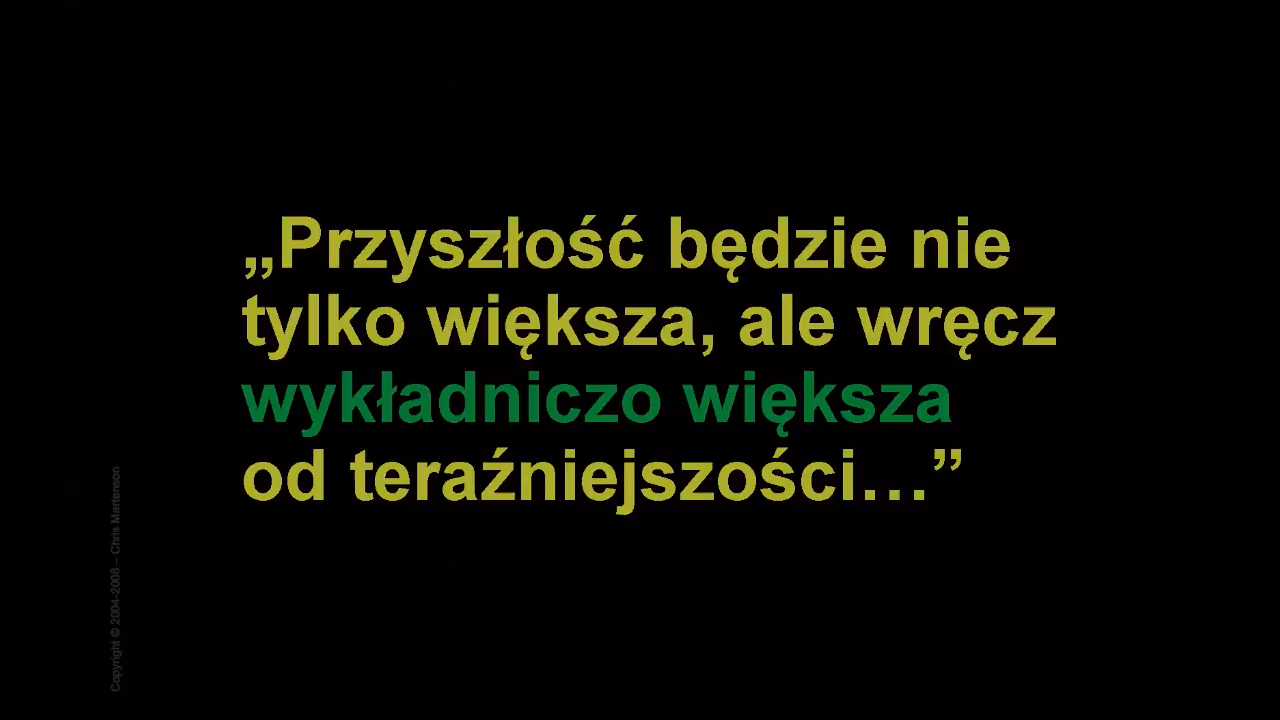 „Przyszłość będzie nie
tylko większa, ale wręcz
wykładniczo większa
od teraźniejszości…”
Copyright © 2004-2008 – Chris Martenson